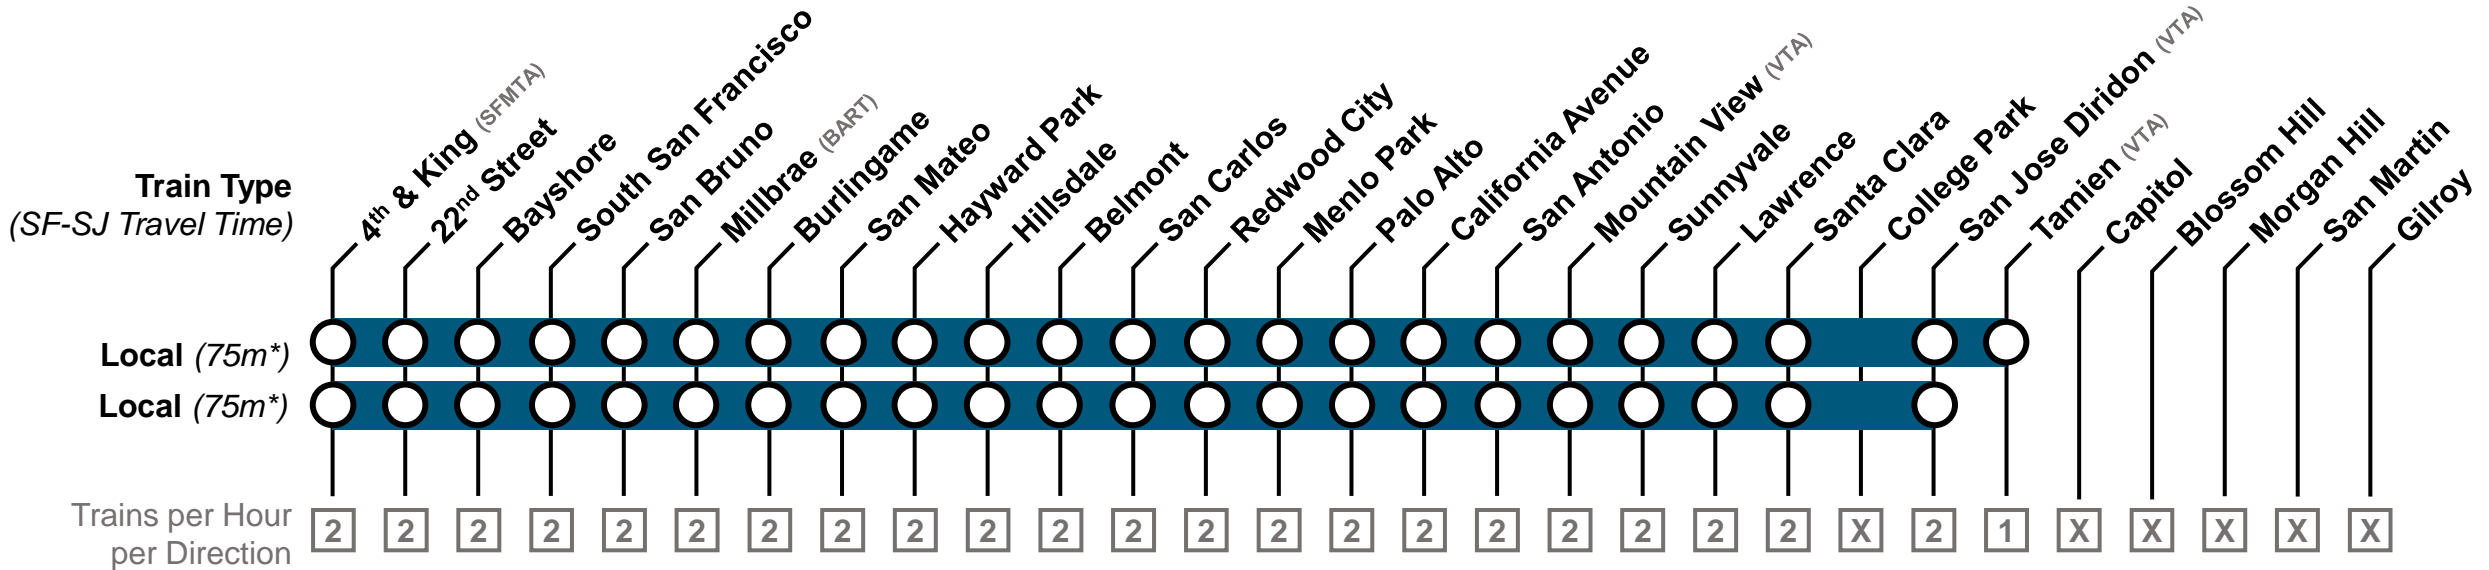 Train Type
(SF-SJ Travel Time)
4th & King (SFMTA)
22nd Street
Bayshore
South San Francisco
San Bruno
Millbrae (BART)
Burlingame
San Mateo
Hayward Park
Hillsdale
Belmont
San Carlos
Redwood City
Menlo Park
Palo Alto
California Avenue
San Antonio
Mountain View (VTA)
Sunnyvale
Lawrence
Santa Clara
College Park
San Jose Diridon (VTA)
Tamien (VTA)
Capitol
Blossom Hill
Morgan Hill
San Martin
Gilroy
Local (75m*)
Local (75m*)
Trains per Hour
per Direction
2 2 2 2 2 2 2 2 2 2 2 2 2 2 2 2 2 2 2 2 2 X 2 1 X X X X X